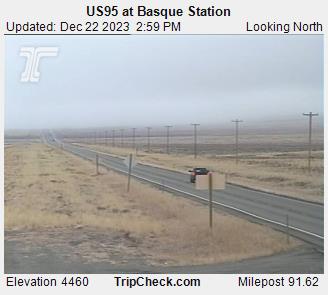 US95 at Basque Station
Updated: Dec 22 2023 2:59 PM Looking North
Elevation 4460 TripCheck.com Milepost 91.62